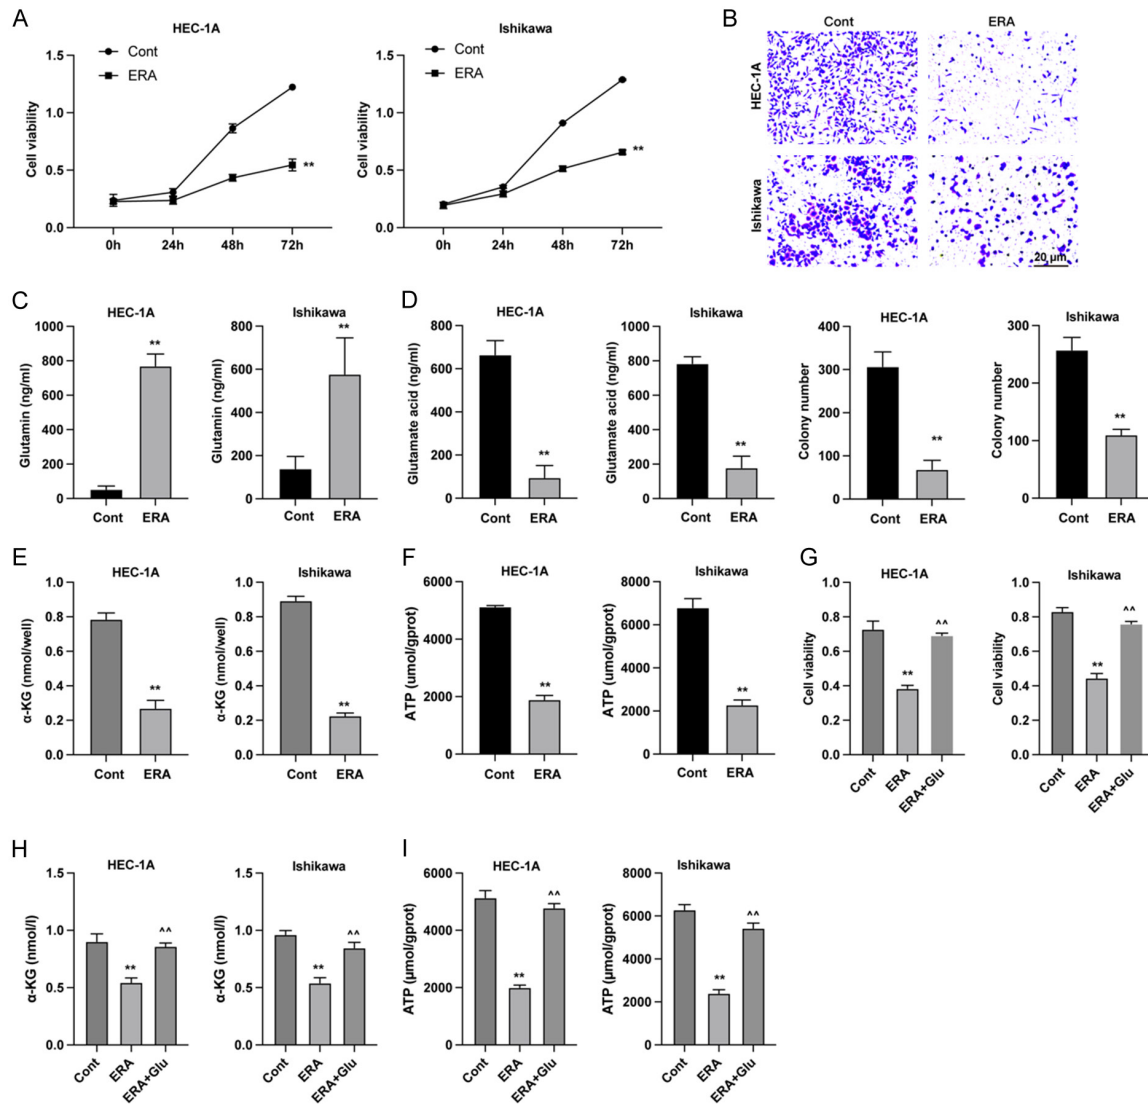 A
HEC-1A
Cont
ERA
Cell viability
1.5
1.0
0.5
0.0
**
0h 24h 48h 72h
Ishikawa
Cont
ERA
Cell viability
1.5
1.0
0.5
0.0
**
0h 24h 48h 72h
B
Cont ERA
HEC-1A
Ishikawa
20 µm
C
HEC-1A
Glutamin (ng/ml)
1000
800
600
400
200
0
**
Cont ERA
Ishikawa
Glutamin (ng/ml)
800
600
400
200
0
**
Cont ERA
D
HEC-1A
Glutamate acid (ng/ml)
800
600
400
200
0
**
Cont ERA
Ishikawa
Glutamate acid (ng/ml)
1000
800
600
400
200
0
**
Cont ERA
HEC-1A
Colony number
400
300
200
100
0
**
Cont ERA
Ishikawa
Colony number
300
200
100
0
**
Cont ERA
E
HEC-1A
α-KG (nmol/well)
1.0
0.8
0.6
0.4
0.2
0.0
**
Cont ERA
Ishikawa
α-KG (nmol/well)
1.0
0.8
0.6
0.4
0.2
0.0
**
Cont ERA
F
HEC-1A
ATP (umol/gprot)
6000
4000
2000
0
**
Cont ERA
Ishikawa
ATP (umol/gprot)
8000
6000
4000
2000
0
**
Cont ERA
G
HEC-1A
Cell viability
1.0
0.8
0.6
0.4
0.2
0.0
**
^^
Cont ERA ERA+Glu
Ishikawa
Cell viability
1.0
0.8
0.6
0.4
0.2
0.0
**
^^
Cont ERA ERA+Glu
H
HEC-1A
α-KG (nmol/l)
1.5
1.0
0.5
0.0
**
^^
Cont ERA ERA+Glu
Ishikawa
α-KG (nmol/l)
1.5
1.0
0.5
0.0
**
^^
Cont ERA ERA+Glu
I
HEC-1A
ATP (µmol/gprot)
6000
4000
2000
0
**
^^
Cont ERA ERA+Glu
Ishikawa
ATP (µmol/gprot)
8000
6000
4000
2000
0
**
^^
Cont ERA ERA+Glu